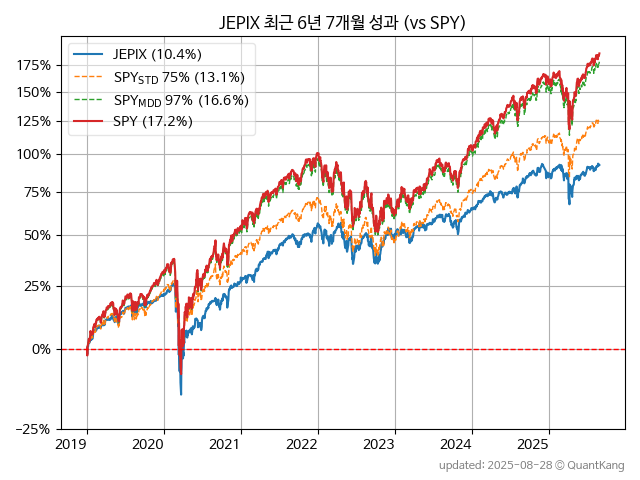 JEPIX 최근 6년 7개월 성과 (vs SPY)
JEPIX (10.4%)
SPY_STD 75% (13.1%)
SPY_MDD 97% (16.6%)
SPY (17.2%)
175%
150%
125%
100%
75%
50%
25%
0%
-25%
2019 2020 2021 2022 2023 2024 2025
updated: 2025-08-28 © QuantKang